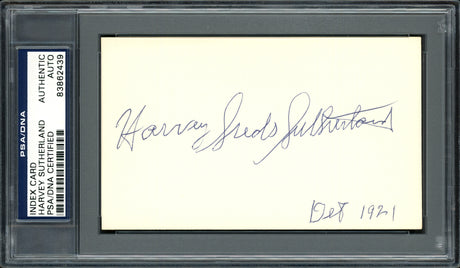 PSA/DNA
INDEX CARD
HARVEY SUTHERLAND
PSA/DNA CERTIFIED
AUTHENTIC
AUTO
83862439
Harvey Suds Sutherland
Det 1921